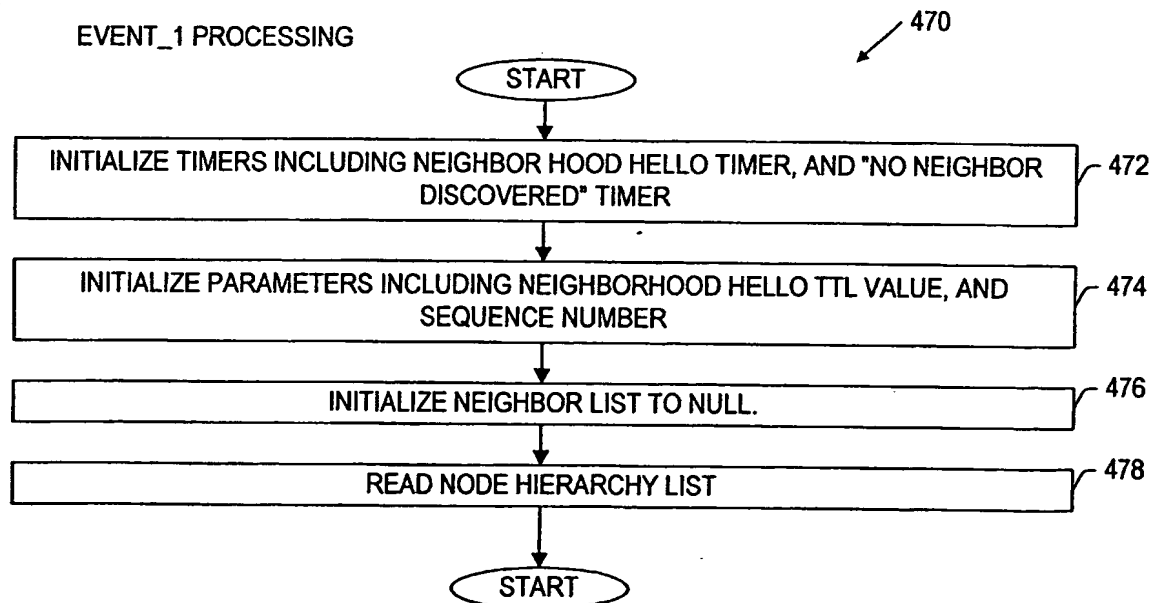 EVENT_1 PROCESSING
470
START
INITIALIZE TIMERS INCLUDING NEIGHBOR HOOD HELLO TIMER, AND "NO NEIGHBOR
DISCOVERED" TIMER
472
INITIALIZE PARAMETERS INCLUDING NEIGHBORHOOD HELLO TTL VALUE, AND
SEQUENCE NUMBER
474
INITIALIZE NEIGHBOR LIST TO NULL.
476
READ NODE HIERARCHY LIST
478
START